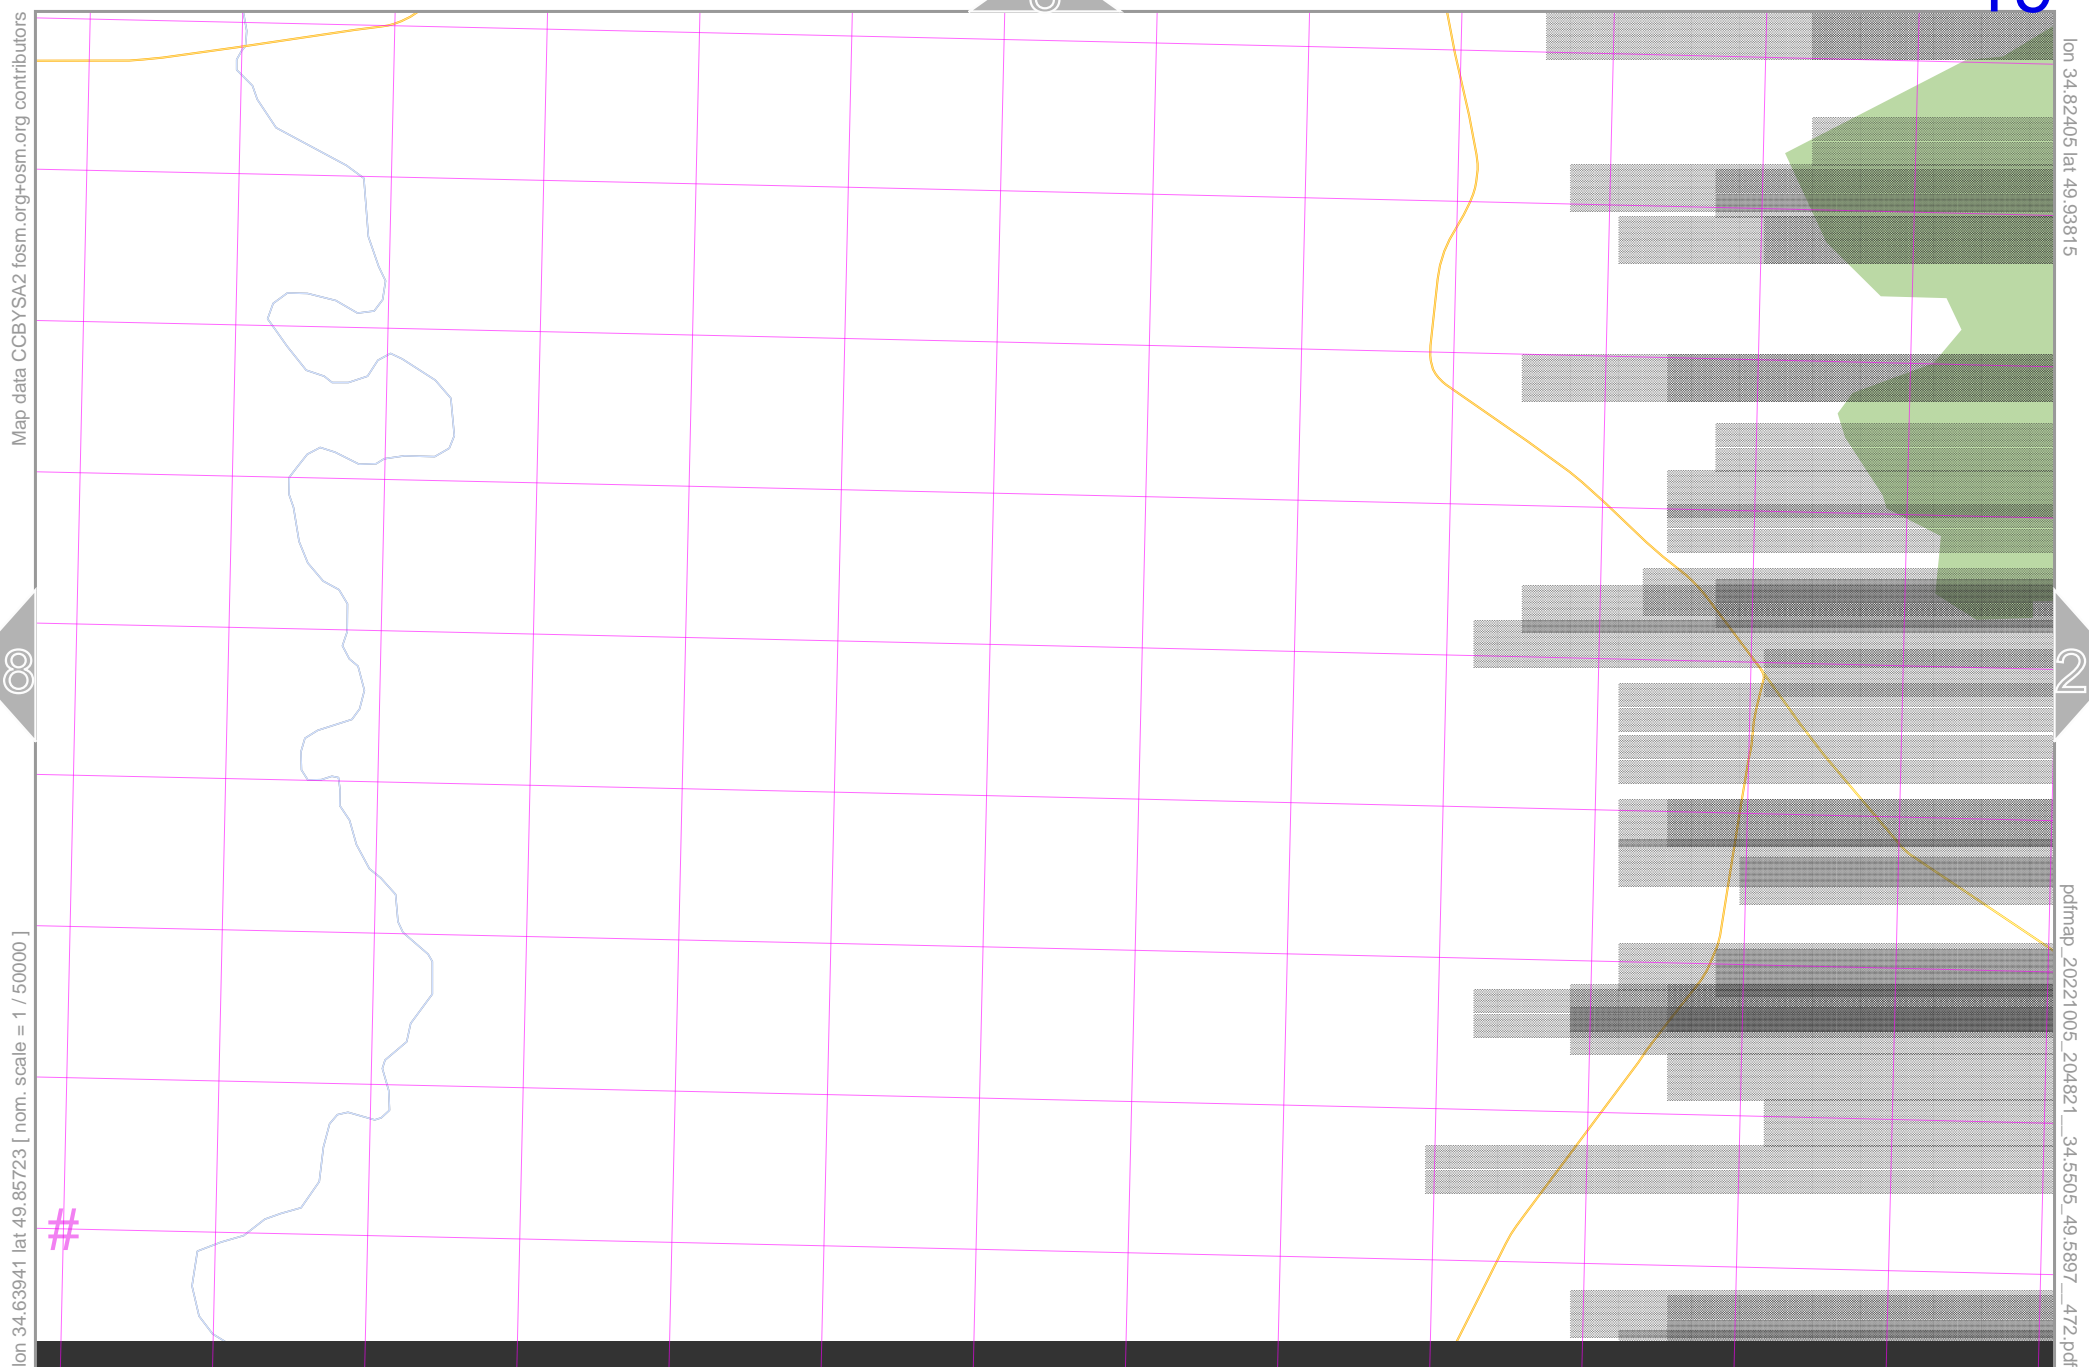 Map data CCBYSA2 fosm.org+osm.org contributors
lon 34.82405 lat 49.93815
8
2
lon 34.63941 lat 49.85723 [ nom. scale = 1 / 50000 ]
pdfmap_20221005_204821__34.5505_49.5897__472.pdf
#